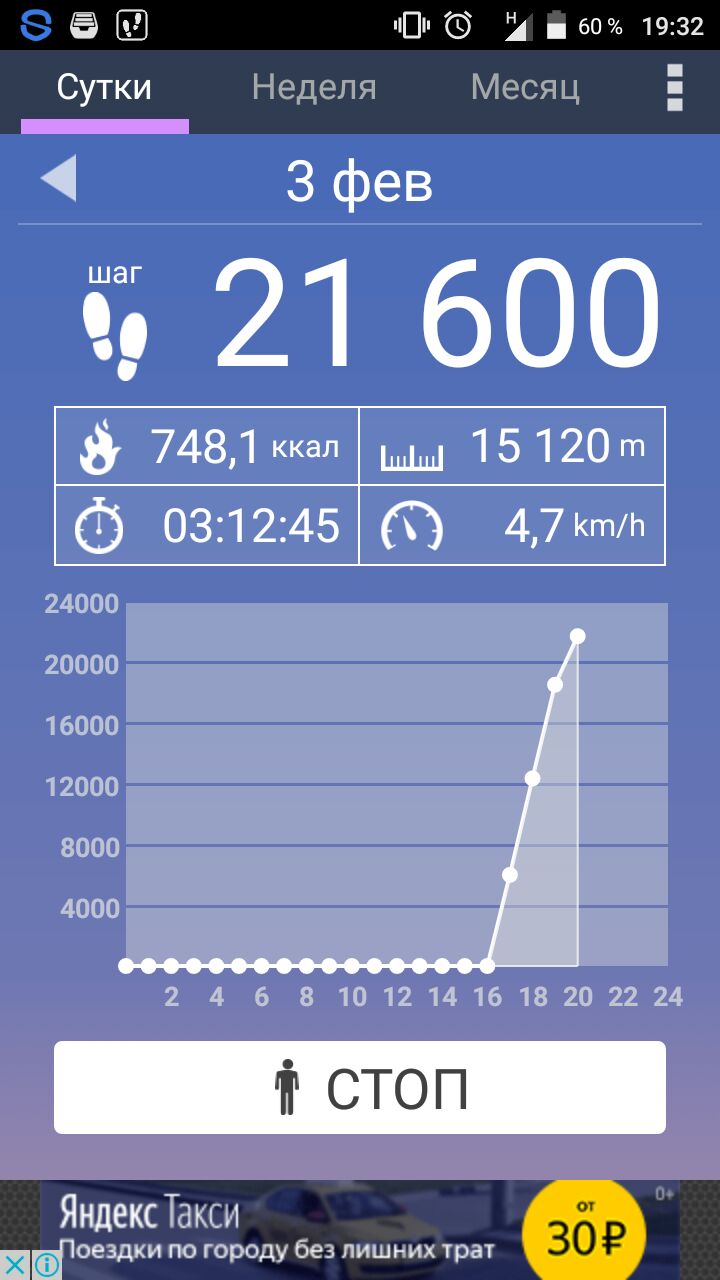 H 60 % 19:32
Сутки Неделя Месяц
3 фев
шаг 21 600
748,1 ккал 15 120 m
03:12:45 4,7 km/h
24000
20000
16000
12000
8000
4000
2 4 6 8 10 12 14 16 18 20 22 24
СТОП
Яндекс Такси
Поездки по городу без лишних трат
от
30₽
0+